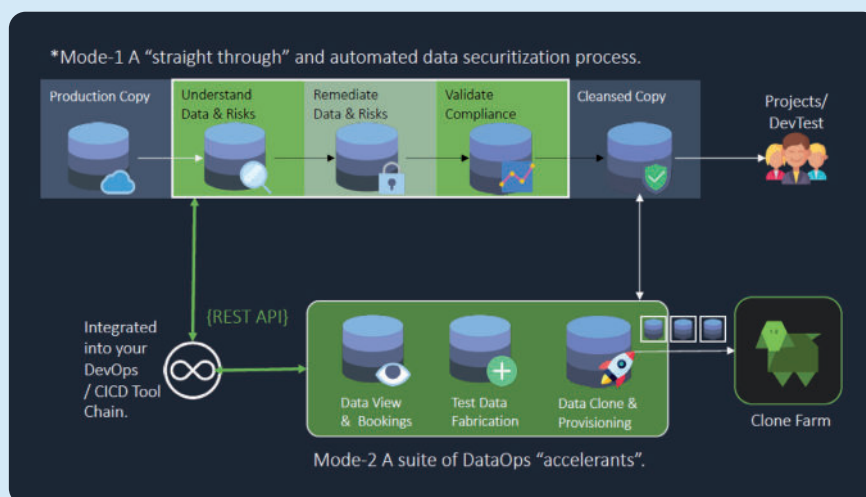 *Mode-1 A “straight through” and automated data securitization process.
Production Copy
Understand
Data & Risks
Remediate
Data & Risks
Validate
Compliance
Cleansed Copy
Projects/
DevTest
{REST API}
Integrated
into your
DevOps
/ CICD Tool
Chain.
Data View
& Bookings
Test Data
Fabrication
Data Clone &
Provisioning
Clone Farm
Mode-2 A suite of DataOps “accelerants”.